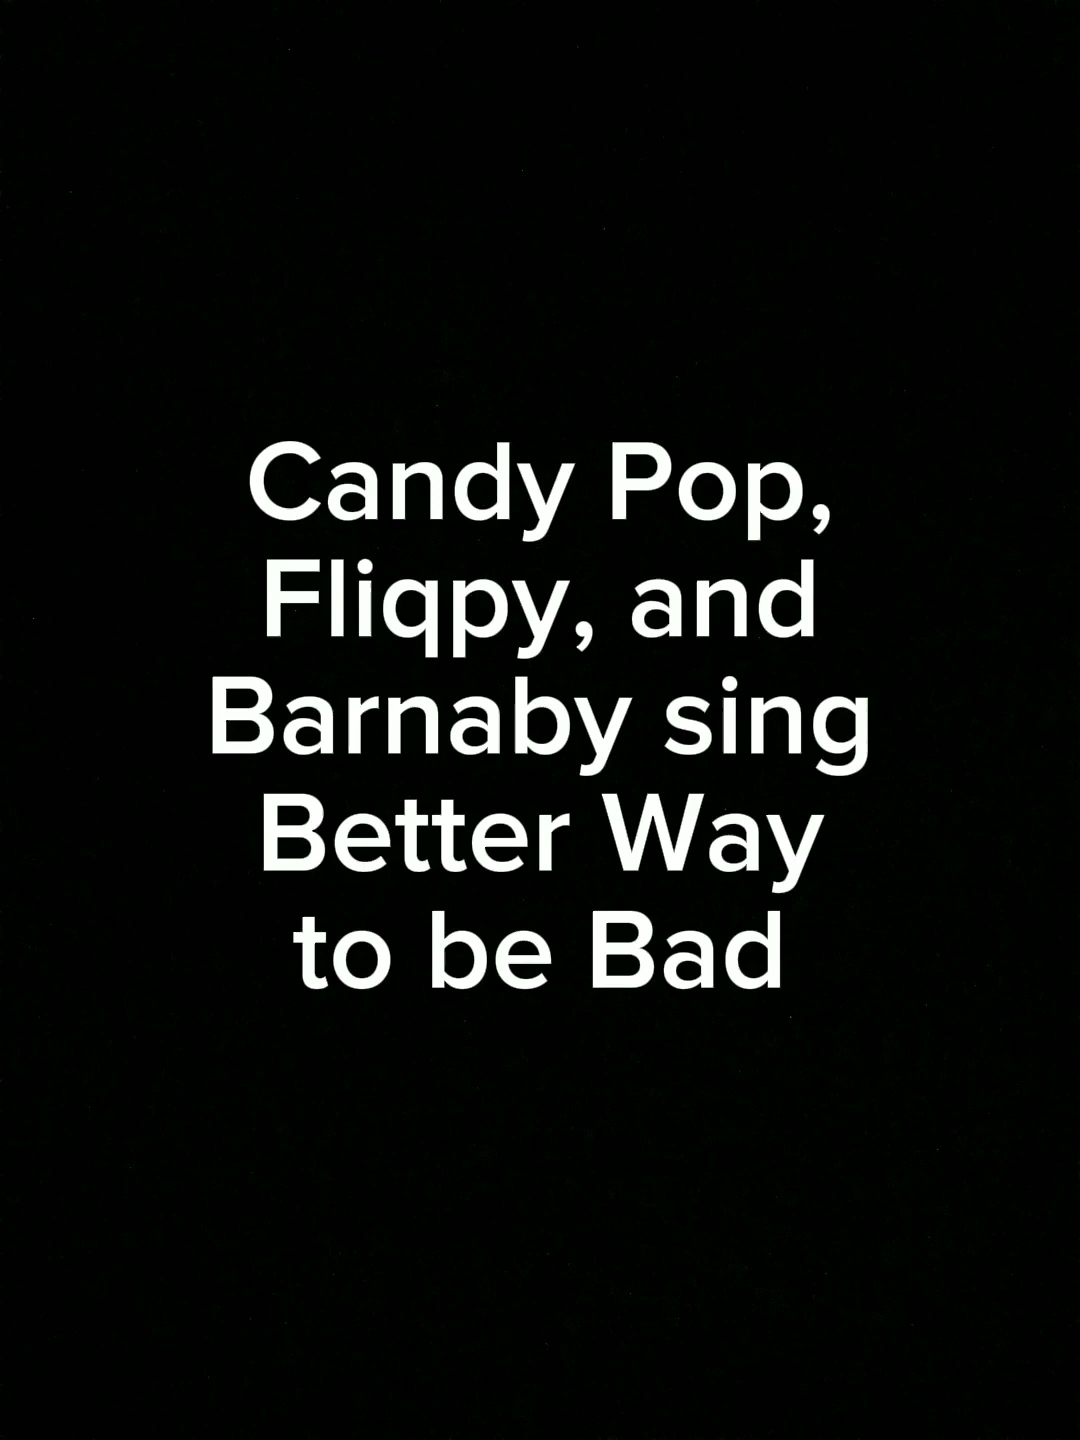 Candy Pop,
Fliqpy, and
Barnaby sing
Better Way
to be Bad